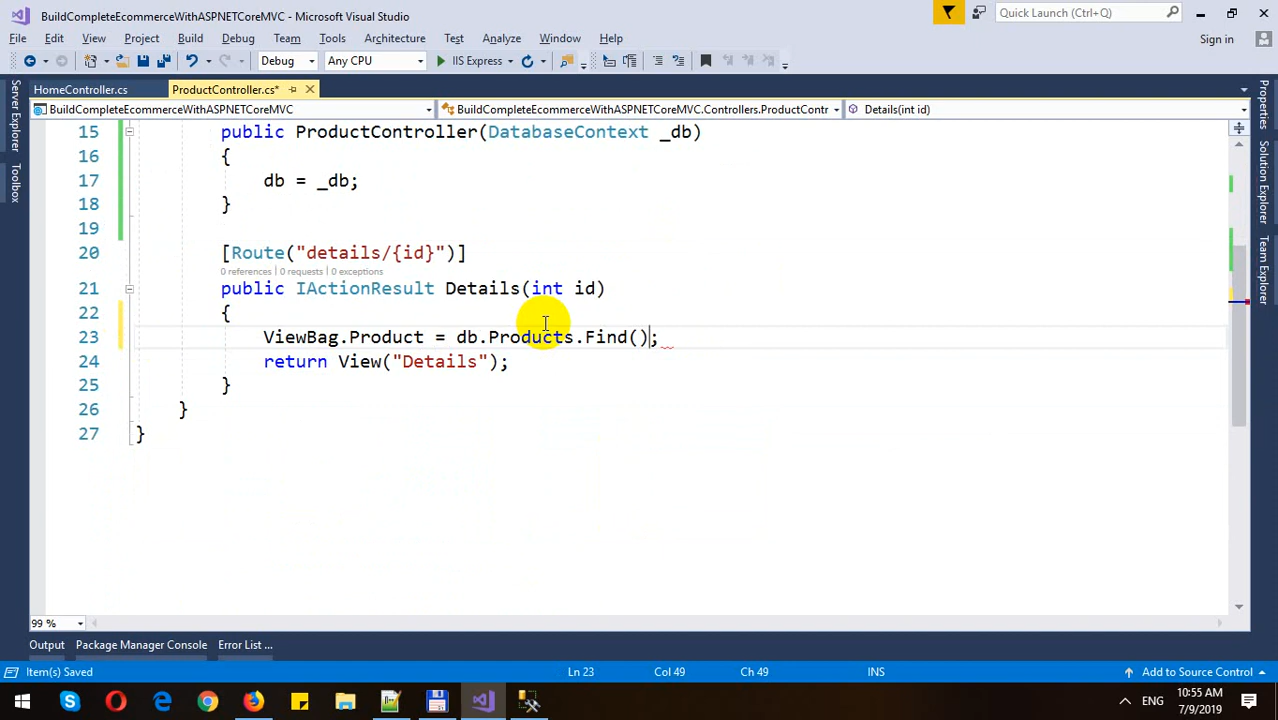 BuildCompleteEcommerceWithASPNETCoreMVC - Microsoft Visual Studio
Quick Launch (Ctrl+Q)
File Edit View Project Build Debug Team Tools Architecture Test Analyze Window Help
Sign in
Debug Any CPU IIS Express
HomeController.cs ProductController.cs*
BuildCompleteEcommerceWithASPNETCoreMVC BuildCompleteEcommerceWithASPNETCoreMVC.Controllers.ProductContr Details(int id)
Server Explorer
Toolbox
Solution Explorer
Team Explorer
Properties
15 public ProductController(DatabaseContext _db)
16 {
17 db = _db;
18 }
19
20 [Route("details/{id}")]
0 references | 0 requests | 0 exceptions
21 public IActionResult Details(int id)
22 {
23 ViewBag.Product = db.Products.Find();
24 return View("Details");
25 }
26 }
27 }
99 %
Output Package Manager Console Error List ...
Item(s) Saved Ln 23 Col 49 Ch 49 INS Add to Source Control
ENG 10:55 AM
7/9/2019